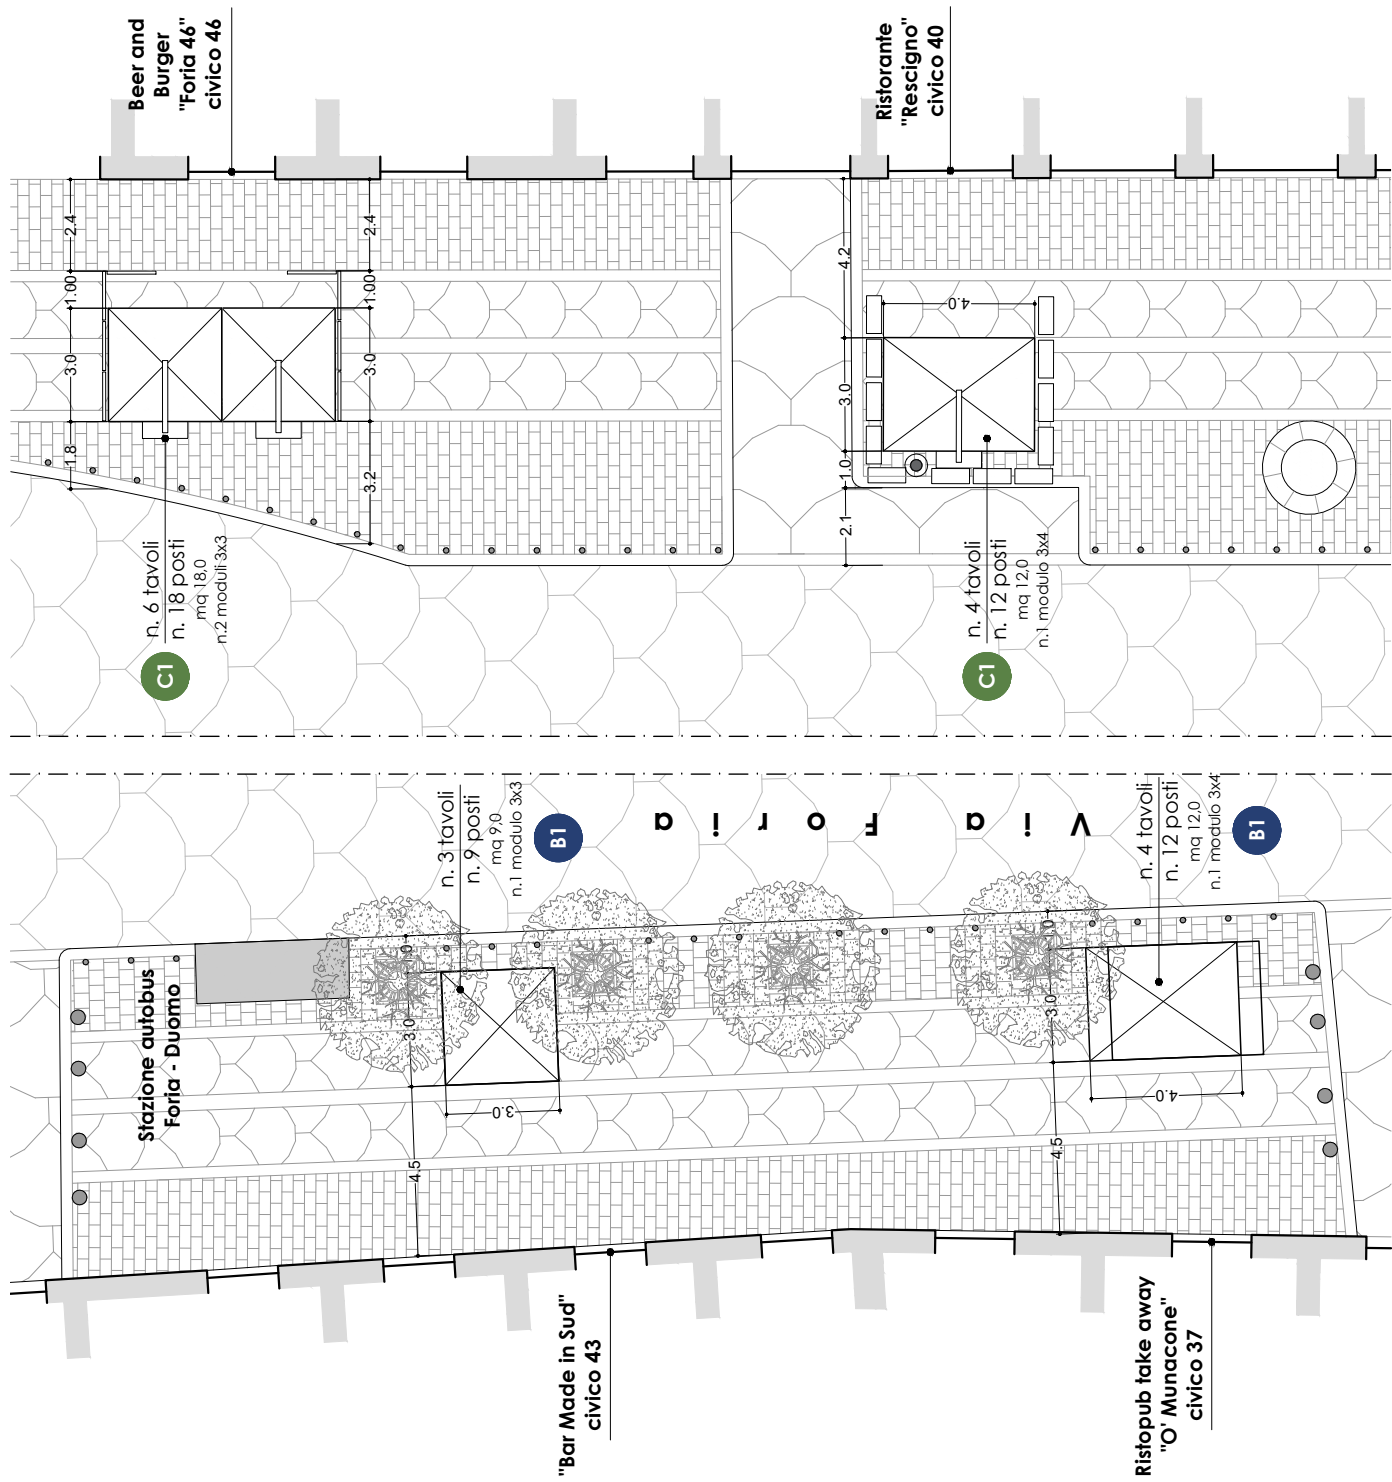 Beer and
Burger
"Foria 46"
civico 46
Ristorante
"Rescigno"
civico 40
2.4
1.00
3.0
1.8
2.4
1.00
3.0
3.2
4.2
3.0
1.0
2.1
4.0
n. 6 tavoli
n. 18 posti
mq 18,0
n.2 moduli 3x3
C1
n. 4 tavoli
n. 12 posti
mq 12,0
n.1 modulo 3x4
C1
n. 3 tavoli
n. 9 posti
mq 9,0
n.1 modulo 3x3
B1
Via Foria
n. 4 tavoli
n. 12 posti
mq 12,0
n.1 modulo 3x4
B1
Stazione autobus
Foria - Duomo
3.0
4.5
3.0
3.0
4.5
4.0
"Bar Made in Sud"
civico 43
Ristopub take away
"O' Munacone"
civico 37